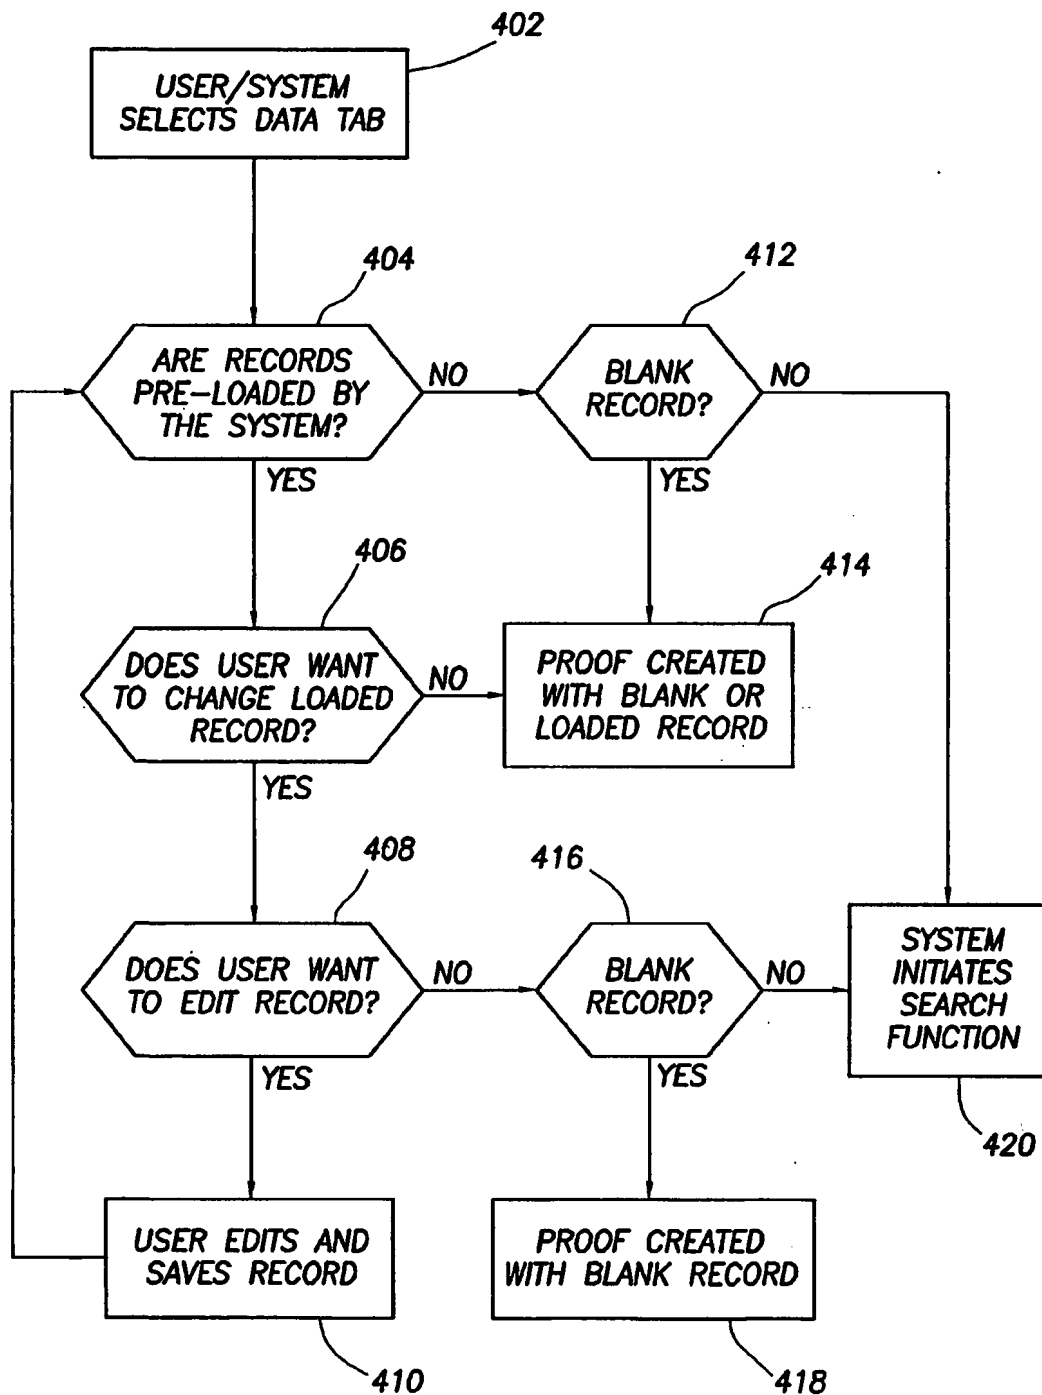 402
USER/SYSTEM
SELECTS DATA TAB
404
412
ARE RECORDS
PRE-LOADED BY
THE SYSTEM?
NO
BLANK
RECORD?
NO
YES
YES
406
414
DOES USER WANT
TO CHANGE LOADED
RECORD?
NO
PROOF CREATED
WITH BLANK OR
LOADED RECORD
YES
408
416
DOES USER WANT
TO EDIT RECORD?
NO
BLANK
RECORD?
NO
SYSTEM
INITIATES
SEARCH
FUNCTION
YES
YES
420
USER EDITS AND
SAVES RECORD
PROOF CREATED
WITH BLANK RECORD
410
418